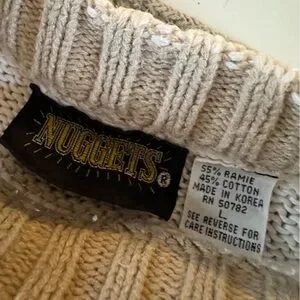 NUGGETS
R
55% RAMIE
45% COTTON
MADE IN KOREA
RN 50782
L
SEE REVERSE FOR
CARE INSTRUCTIONS